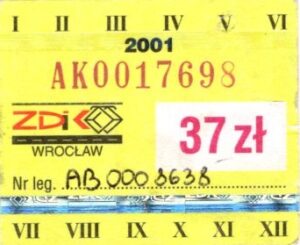 I II III IV V VI
2001
AK0017698
ZDiK
WROCŁAW
37 zł
Nr leg. AB 000 8638
VII VIII IX X XI XII